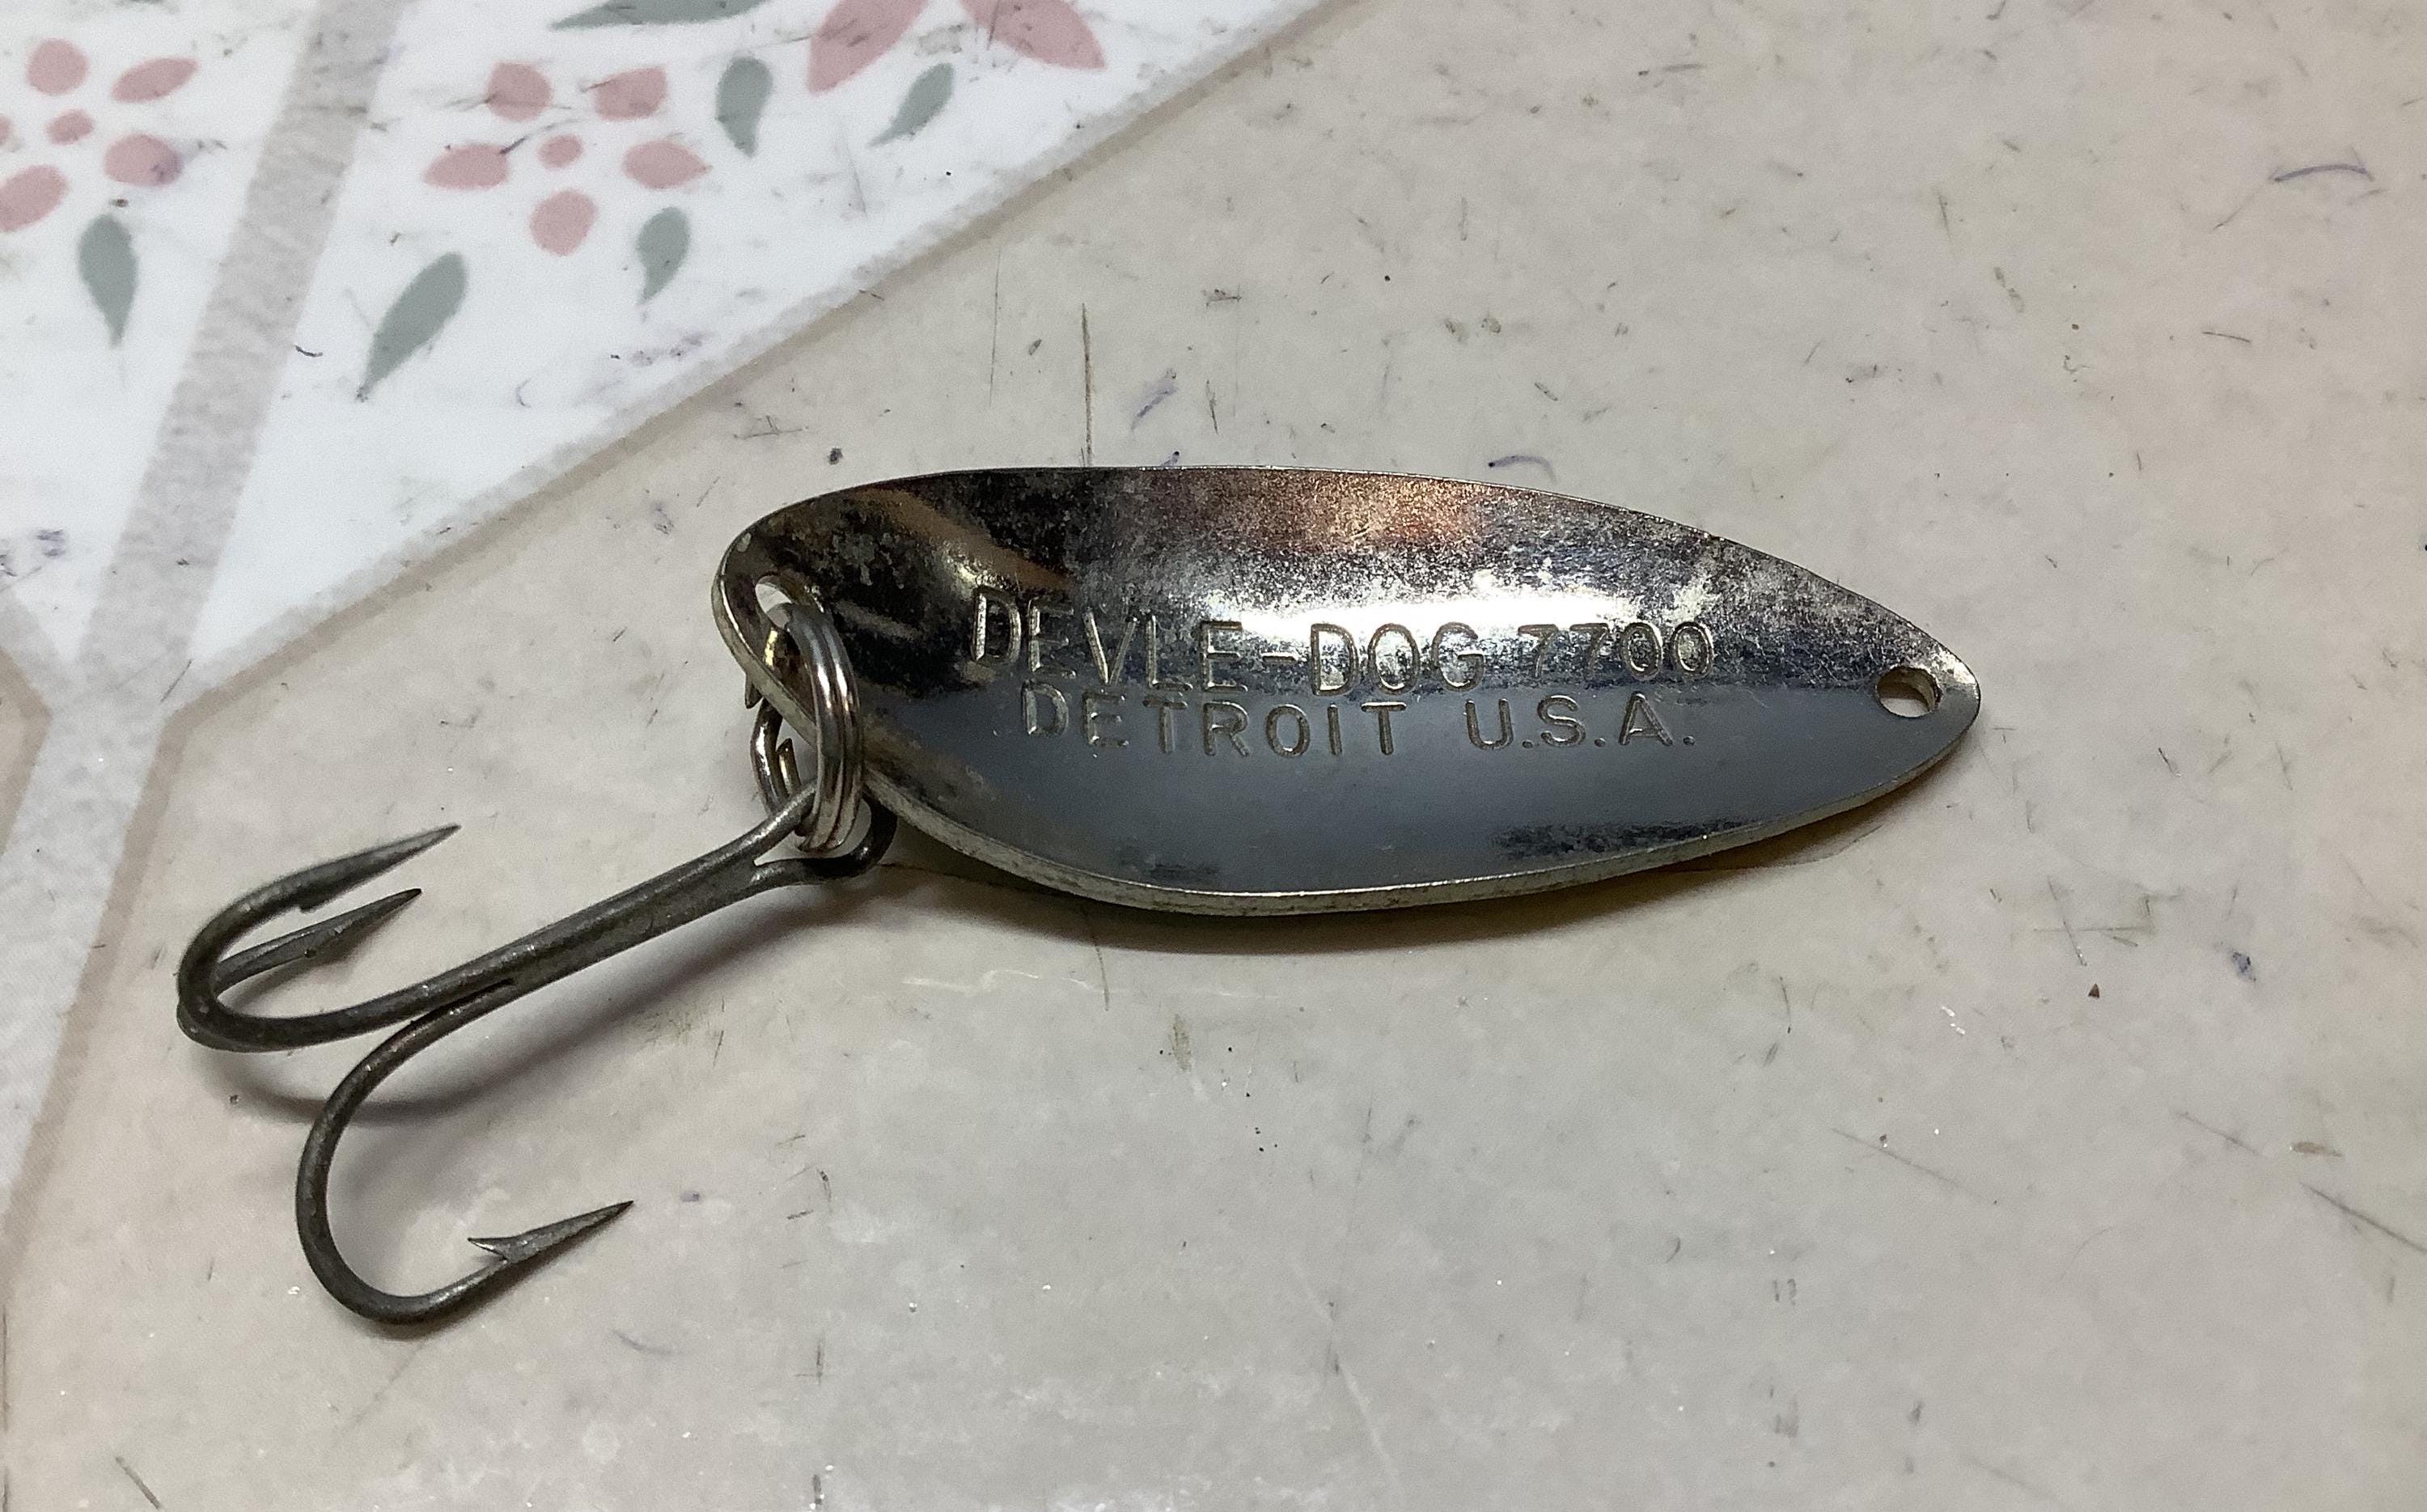 DEVLE-DOG 7700
DETROIT U.S.A.